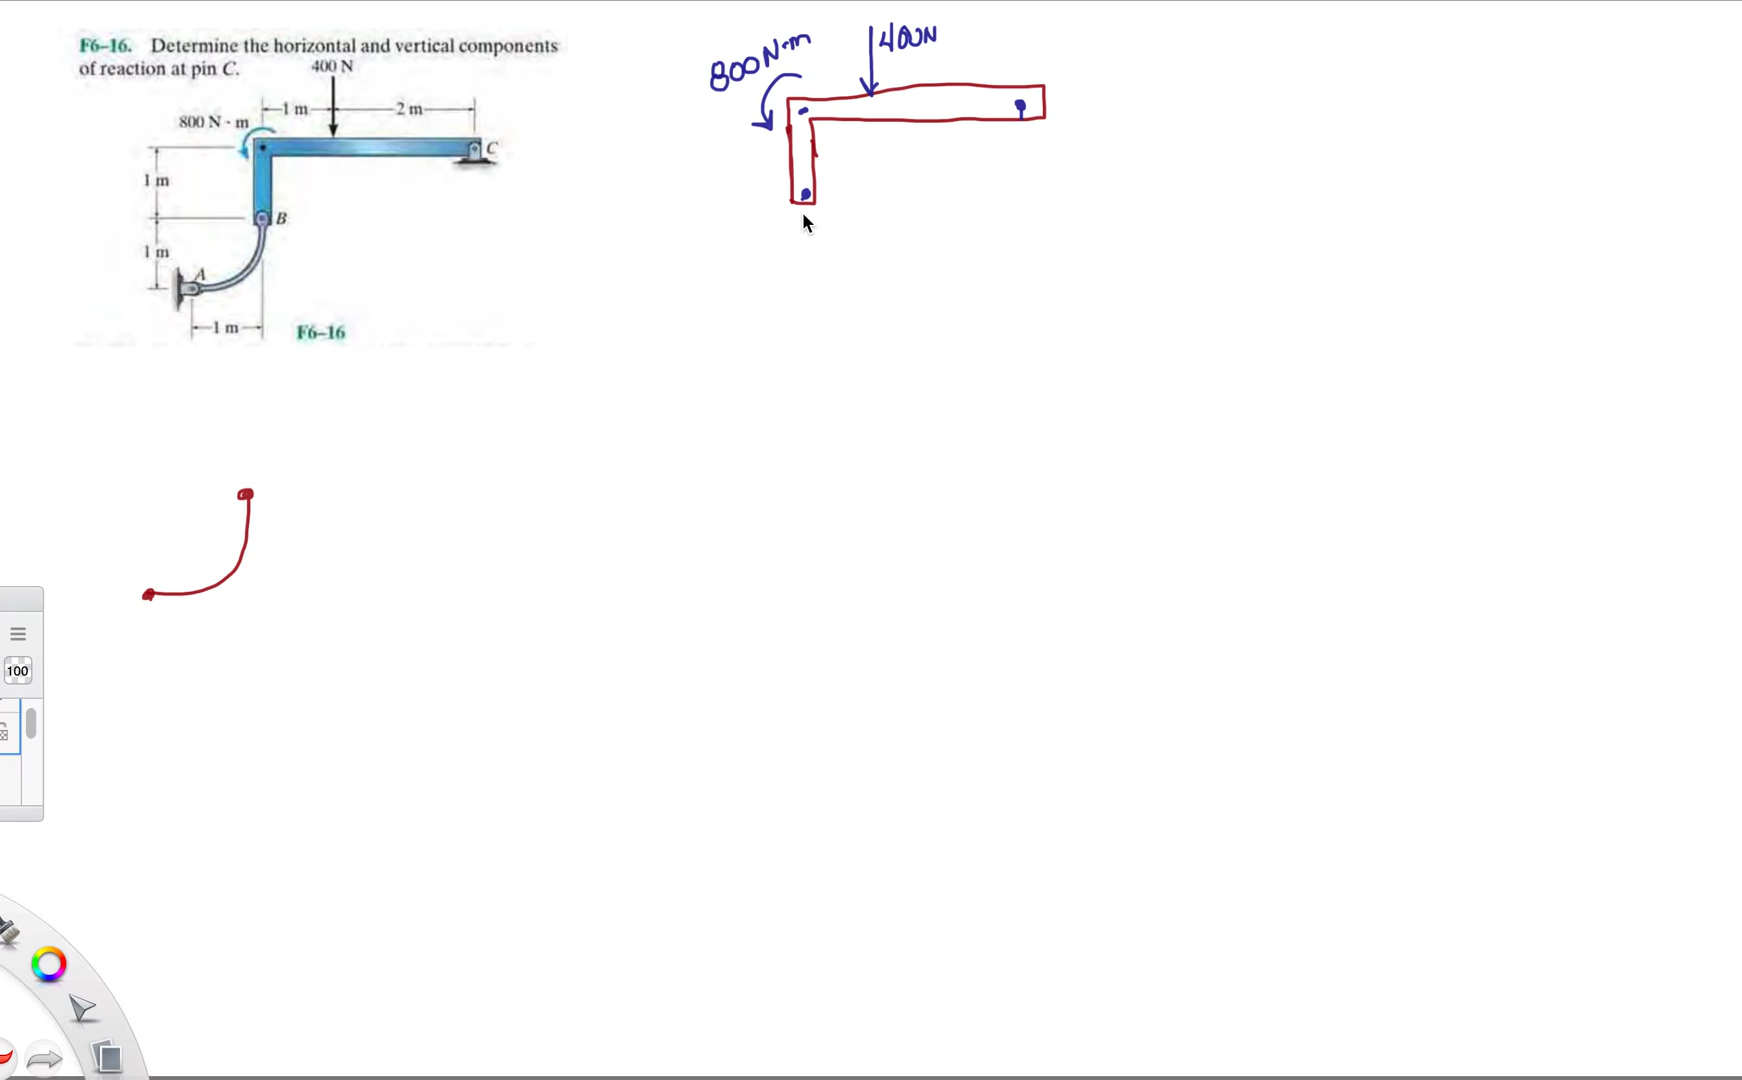 F6–16. Determine the horizontal and vertical components
of reaction at pin C.
400 N
1 m
2 m
800 N · m
C
1 m
B
1 m
A
1 m
F6–16
800N·m
400N
100